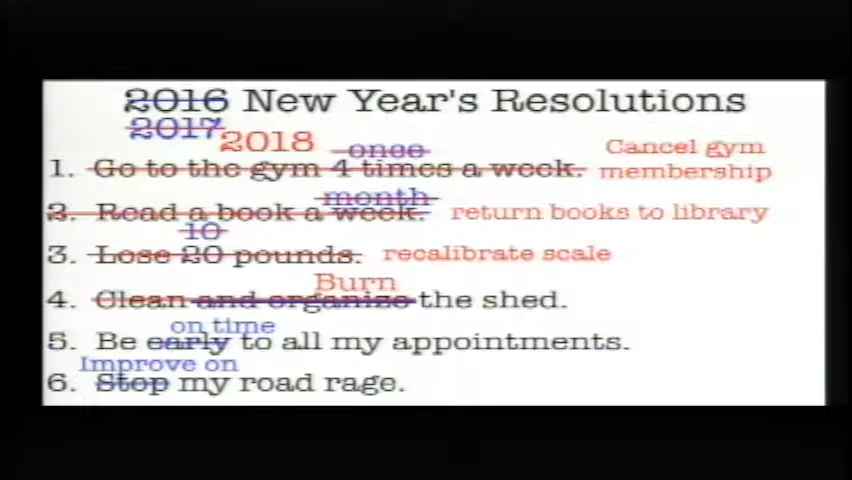 2016 New Year's Resolutions
2017 2018
once
Cancel gym
1. Go to the gym 4 times a week. membership
month
2. Read a book a week. return books to library
10
3. Lose 20 pounds. recalibrate scale
Burn
4. Clean and organize the shed.
on time
5. Be early to all my appointments.
Improve on
6. Stop my road rage.